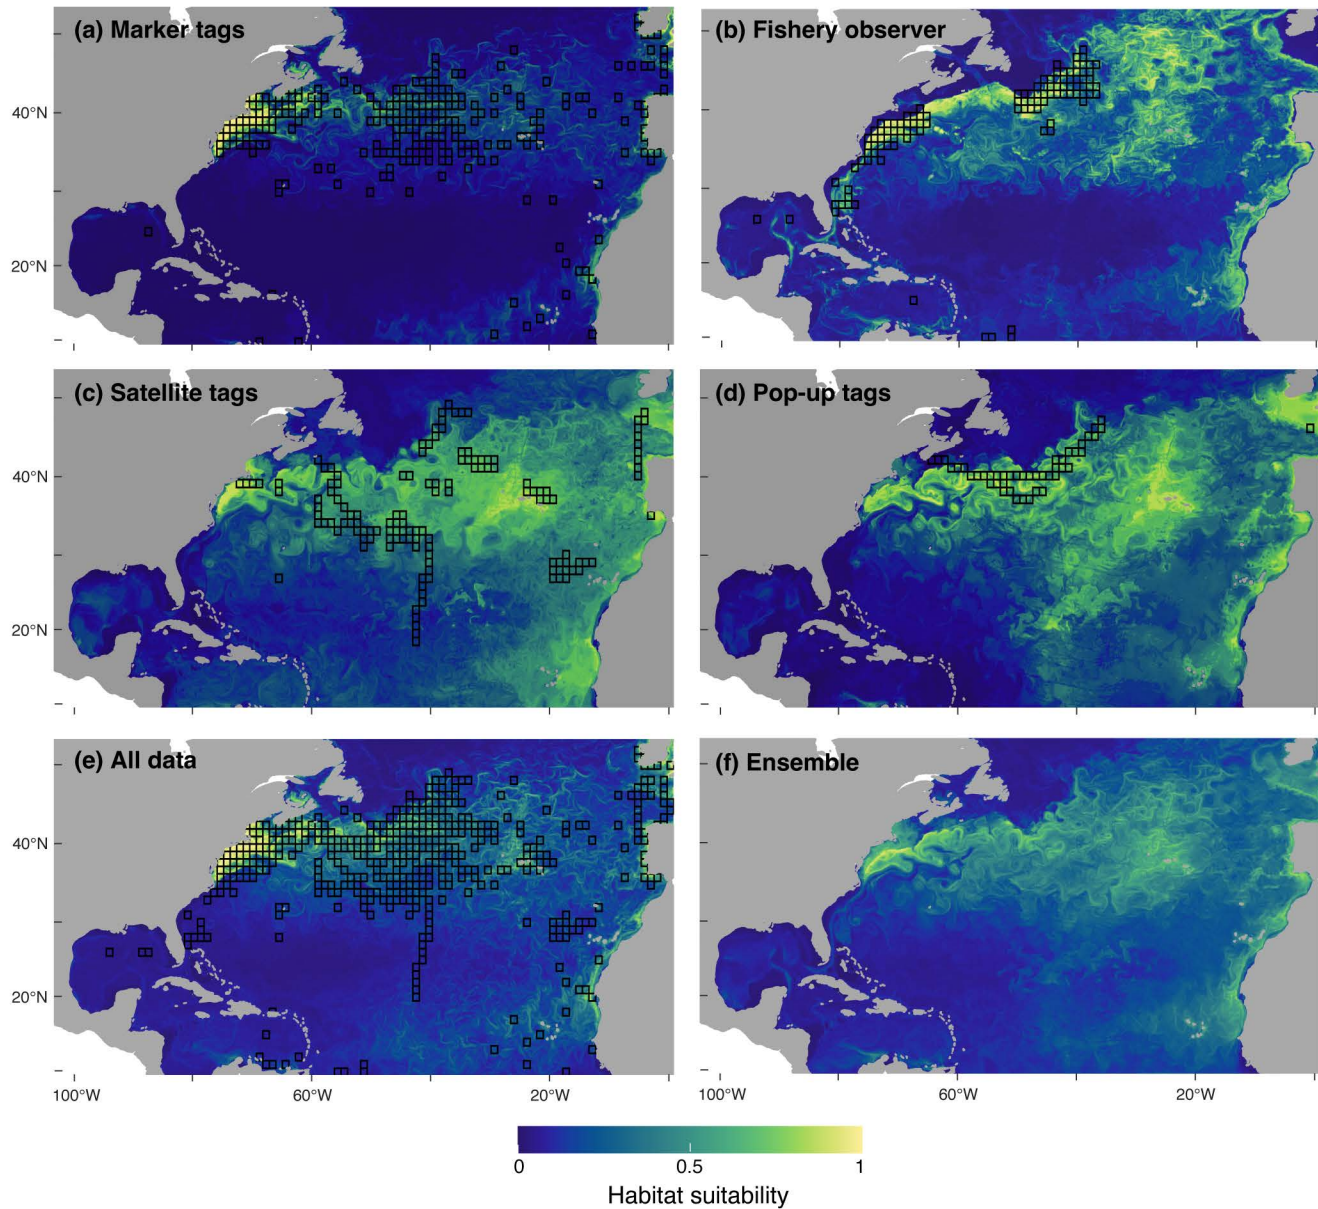 (a) Marker tags
(b) Fishery observer
40°N
20°N
(c) Satellite tags
(d) Pop-up tags
40°N
20°N
(e) All data
(f) Ensemble
40°N
20°N
100°W 60°W 20°W 100°W 60°W 20°W
0 0.5 1
Habitat suitability